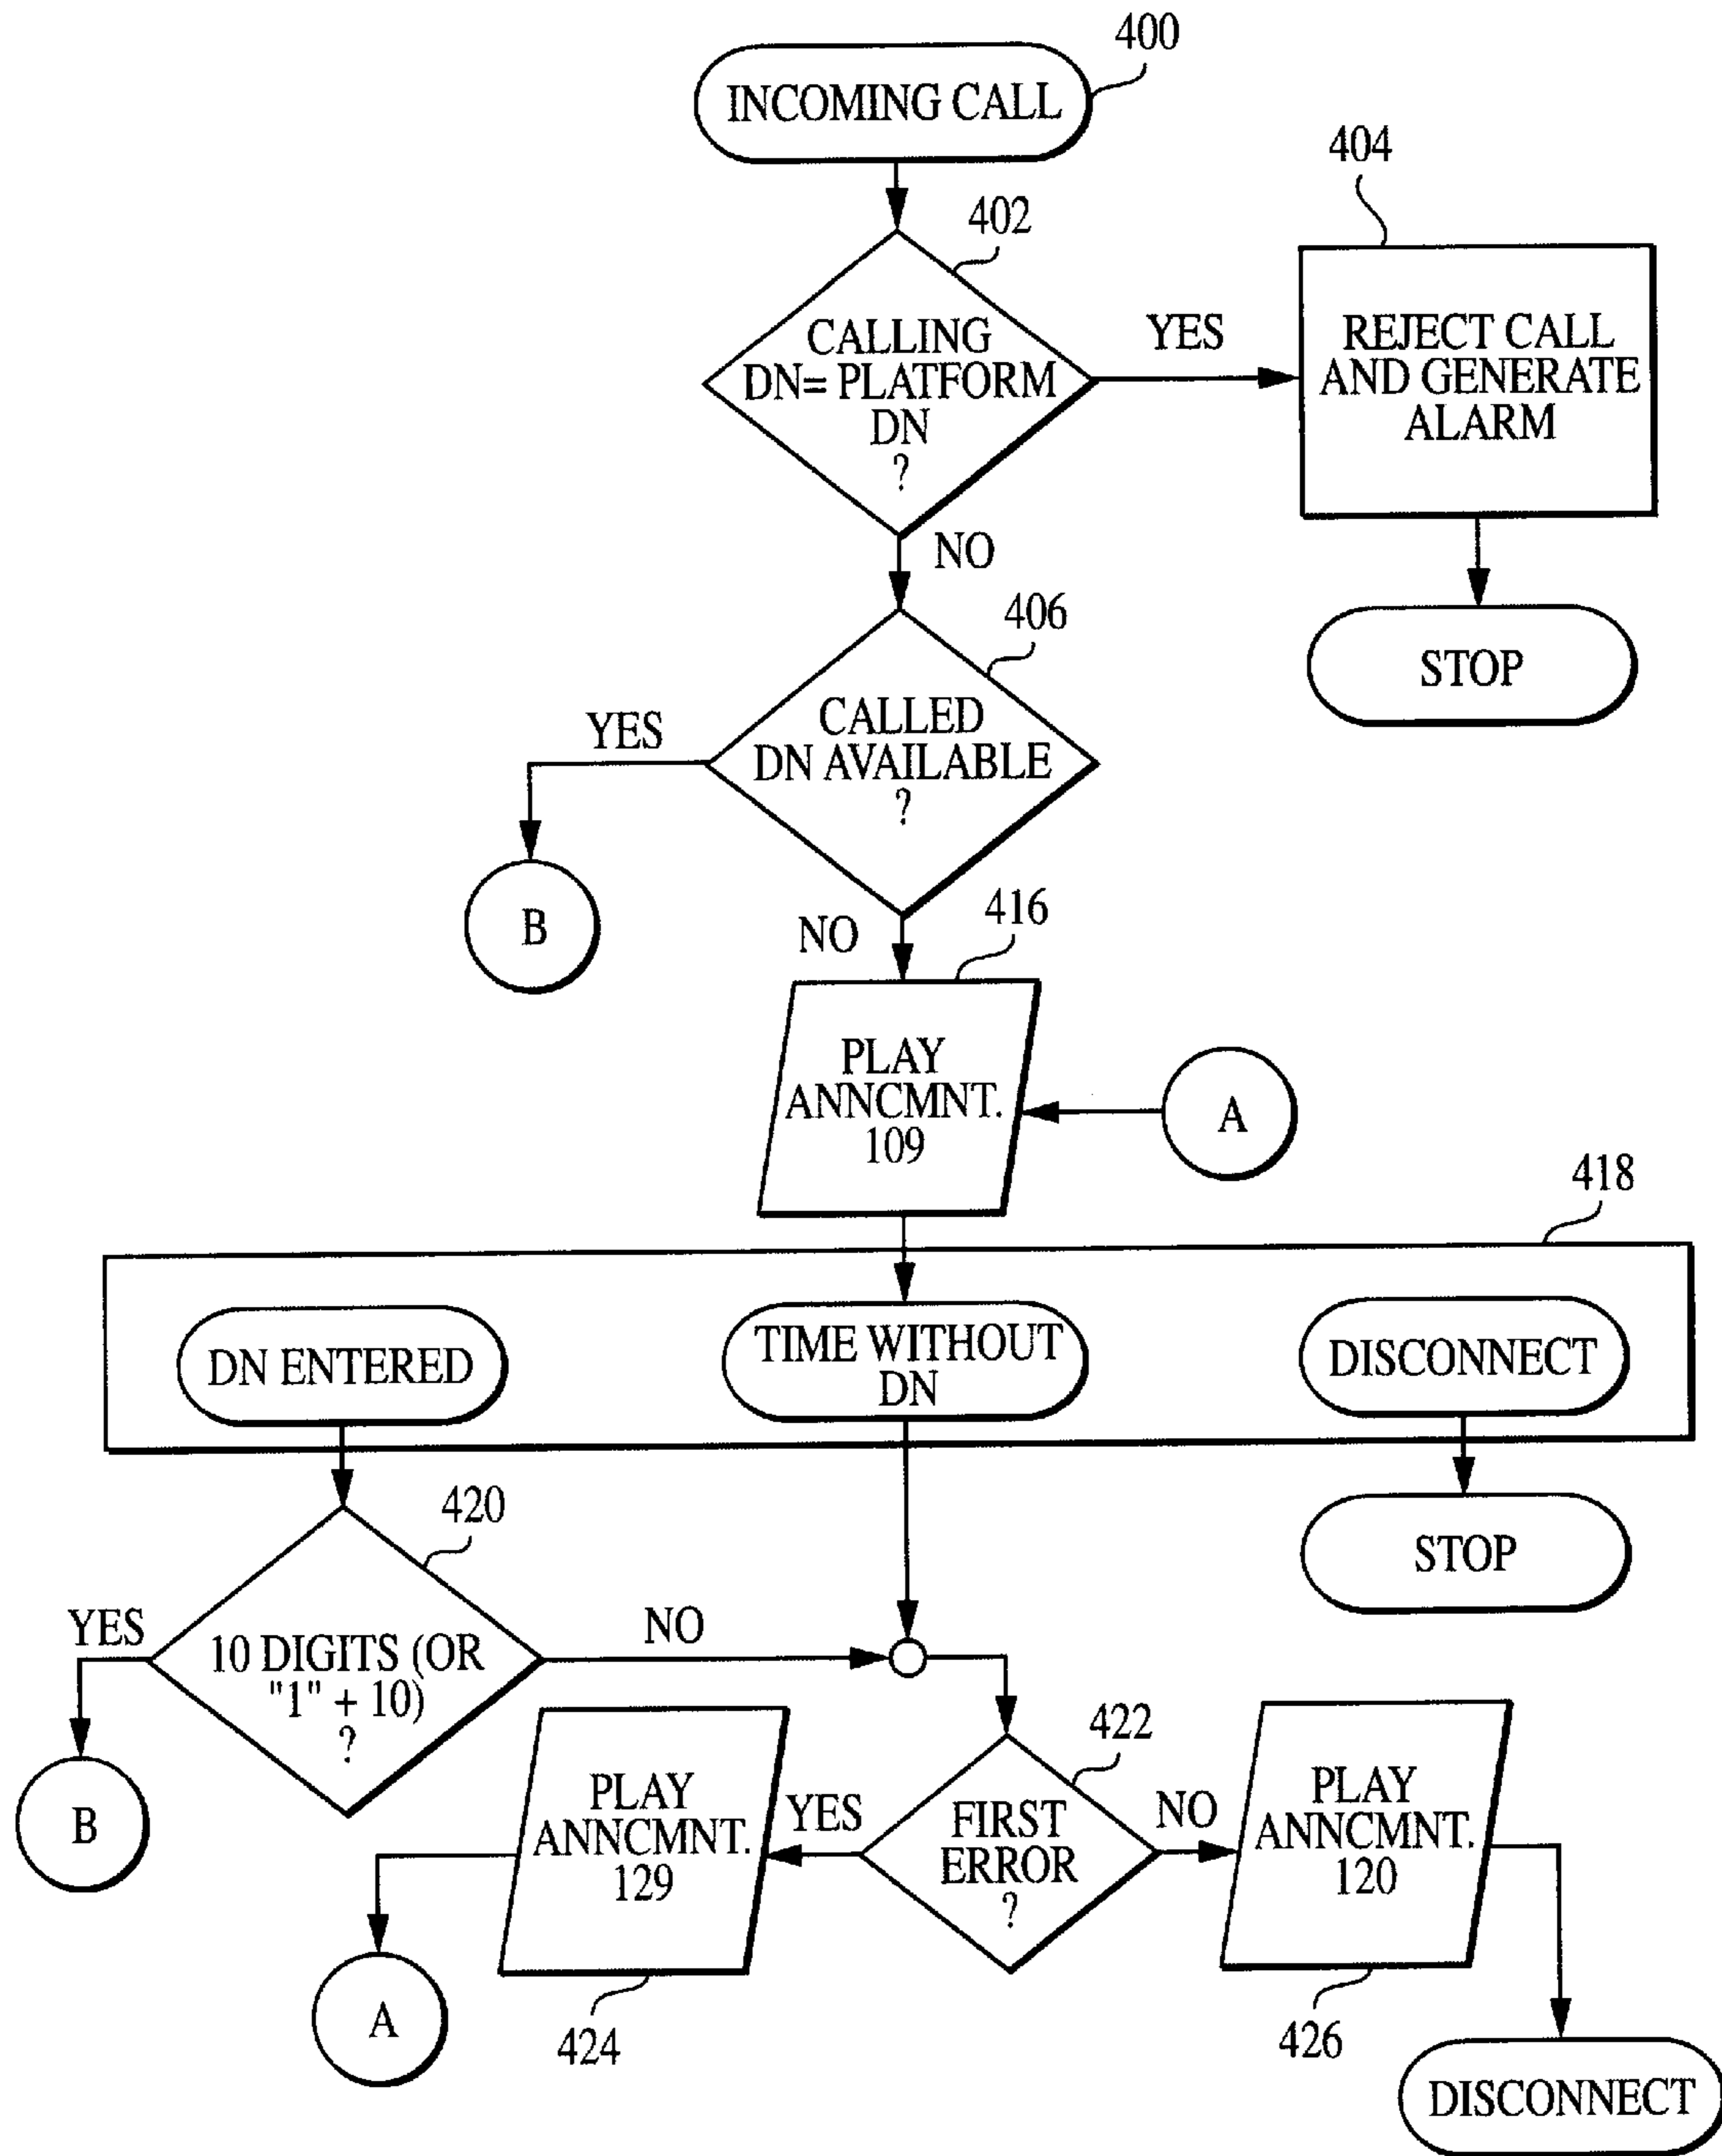 400
INCOMING CALL
402
404
CALLING
DN= PLATFORM
DN
?
YES
REJECT CALL
AND GENERATE
ALARM
NO
STOP
406
CALLED
DN AVAILABLE
?
YES
B
NO
416
PLAY
ANNCMNT.
109
A
418
DN ENTERED
TIME WITHOUT
DN
DISCONNECT
STOP
420
10 DIGITS (OR
"1" + 10)
?
YES
NO
B
422
FIRST
ERROR
?
YES
NO
PLAY
ANNCMNT.
129
424
A
PLAY
ANNCMNT.
120
426
DISCONNECT